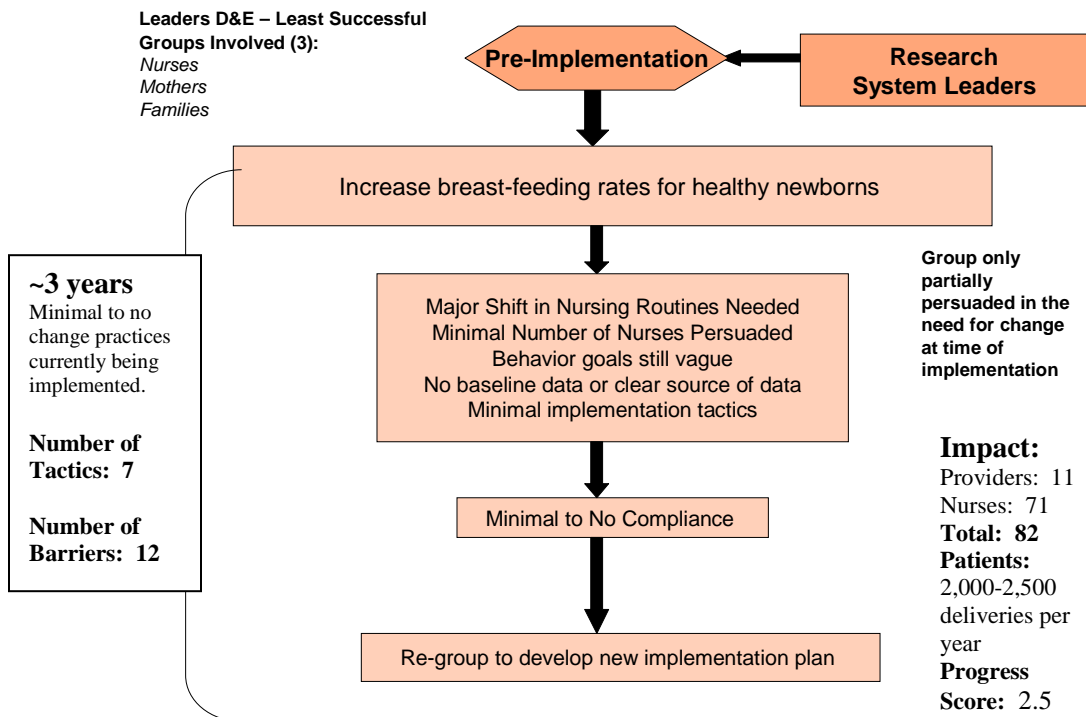 Leaders D&E – Least Successful
Groups Involved (3):
Nurses
Mothers
Families
Pre-Implementation
Research
System Leaders
Increase breast-feeding rates for healthy newborns
~3 years
Minimal to no
change practices
currently being
implemented.
Number of
Tactics: 7
Number of
Barriers: 12
Major Shift in Nursing Routines Needed
Minimal Number of Nurses Persuaded
Behavior goals still vague
No baseline data or clear source of data
Minimal implementation tactics
Group only
partially
persuaded in the
need for change
at time of
implementation
Minimal to No Compliance
Re-group to develop new implementation plan
Impact:
Providers: 11
Nurses: 71
Total: 82
Patients:
2,000-2,500
deliveries per
year
Progress
Score: 2.5